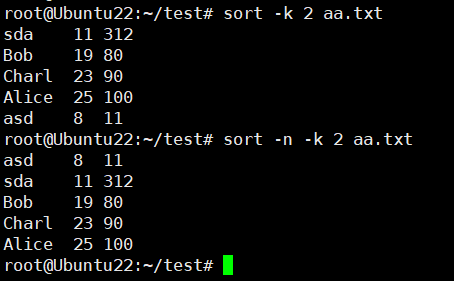 root@Ubuntu22:~/test# sort -k 2 aa.txt
sda    11 312
Bob    19 80
Charl  23 90
Alice  25 100
asd    8  11
root@Ubuntu22:~/test# sort -n -k 2 aa.txt
asd    8  11
sda    11 312
Bob    19 80
Charl  23 90
Alice  25 100
root@Ubuntu22:~/test#